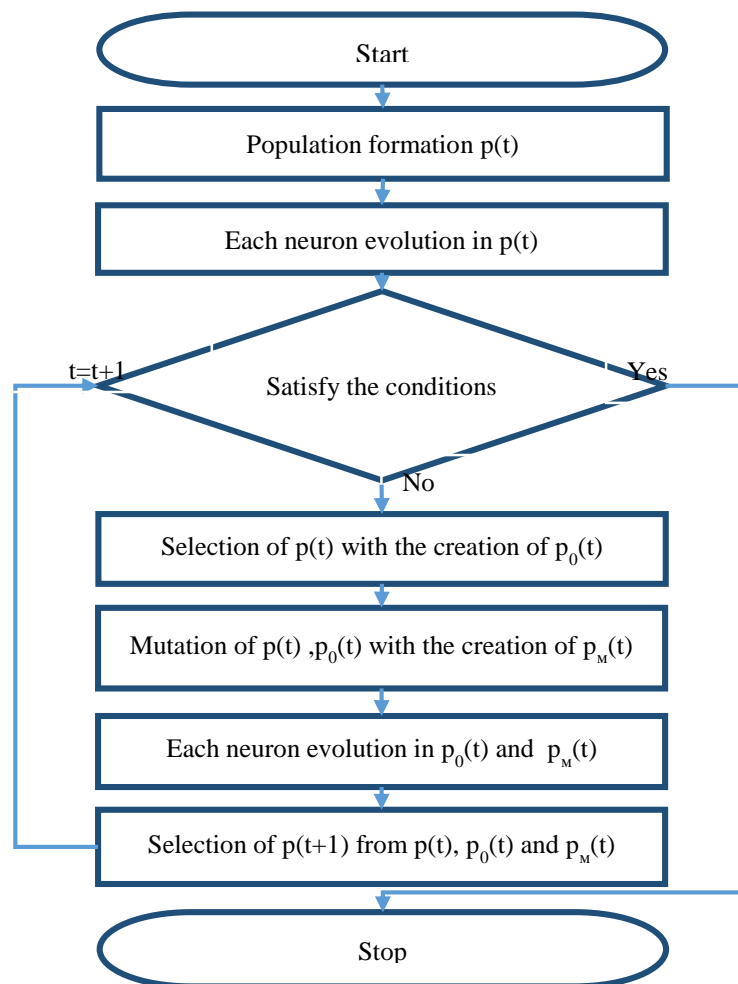 Start
Population formation p(t)
Each neuron evolution in p(t)
t=t+1
Satisfy the conditions
Yes
No
Selection of p(t) with the creation of p₀(t)
Mutation of p(t) ,p₀(t) with the creation of pм(t)
Each neuron evolution in p₀(t) and pм(t)
Selection of p(t+1) from p(t), p₀(t) and pм(t)
Stop